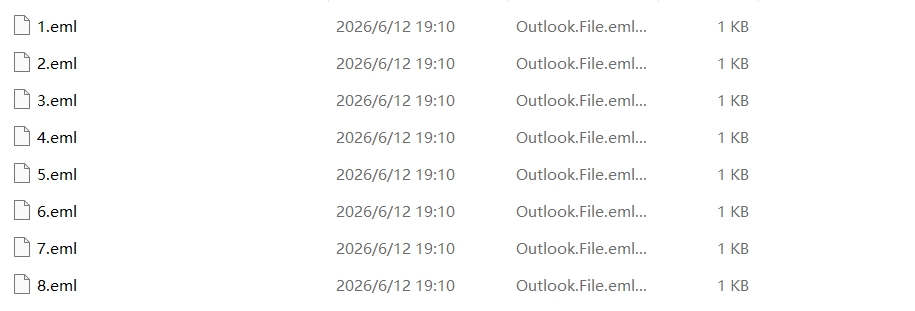 1.eml 2026/6/12 19:10 Outlook.File.eml... 1 KB
2.eml 2026/6/12 19:10 Outlook.File.eml... 1 KB
3.eml 2026/6/12 19:10 Outlook.File.eml... 1 KB
4.eml 2026/6/12 19:10 Outlook.File.eml... 1 KB
5.eml 2026/6/12 19:10 Outlook.File.eml... 1 KB
6.eml 2026/6/12 19:10 Outlook.File.eml... 1 KB
7.eml 2026/6/12 19:10 Outlook.File.eml... 1 KB
8.eml 2026/6/12 19:10 Outlook.File.eml... 1 KB